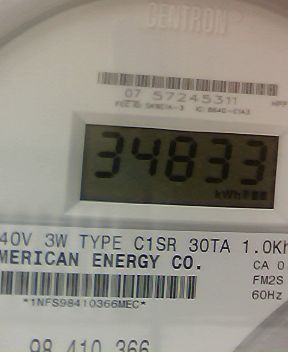 CENTRON
07 57245311
34833
kWh
40V 3W TYPE C1SR 30TA 1.0Kh
MERICAN ENERGY CO.
CA 0
FM2S
60Hz
*1NFS98410366MEC*
98 410 366